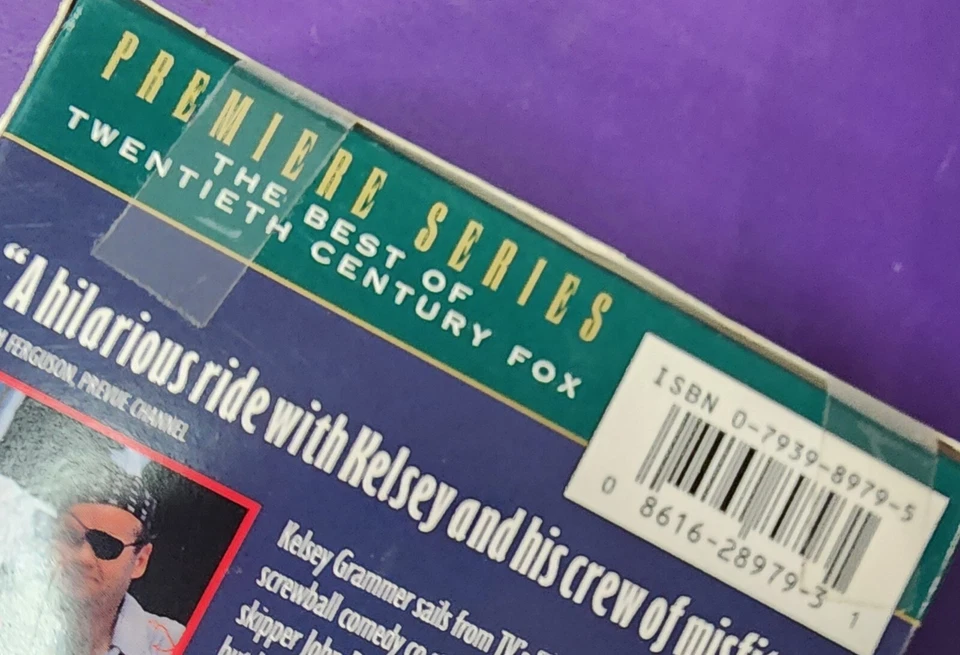 PREMIERE SERIES
THE BEST OF
TWENTIETH CENTURY FOX
"A hilarious ride with Kelsey and his crew of
FERGUSON, PREVUE CHANNEL
Kelsey Grammer sails from TV's
screwball comedy
skipper
ISBN 0-7939-8979-5
0 8616-28979-3 1